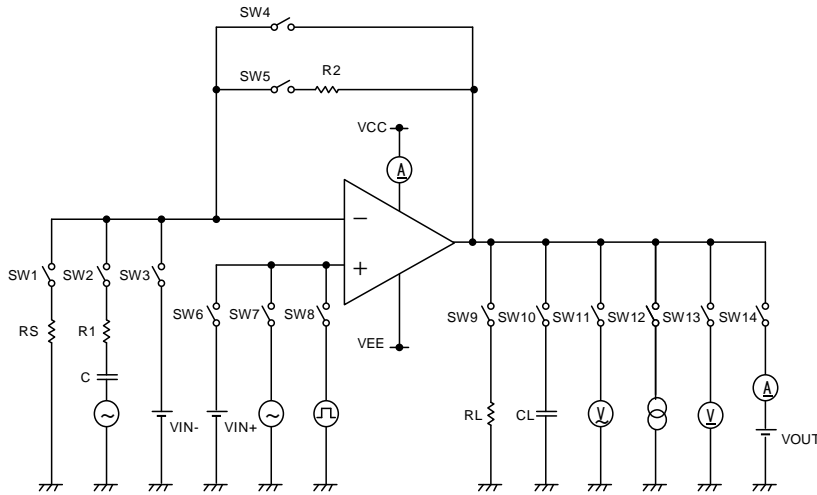 SW4
SW5
R2
VCC
A
−
+
SW1
SW2
SW3
SW6
SW7
SW8
VEE
SW9
SW10
SW11
SW12
SW13
SW14
RS
R1
C
VIN-
VIN+
RL
CL
V
V
A
VOUT